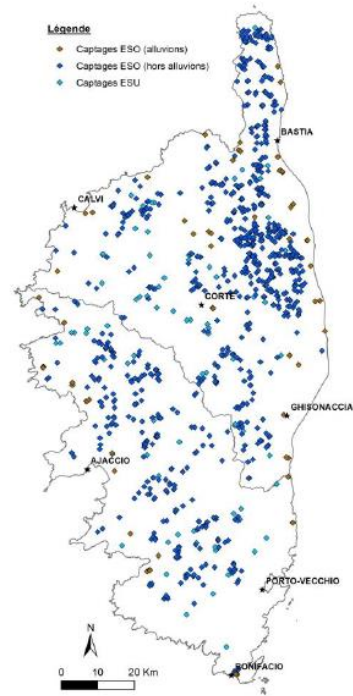 Légende
Captages ESO (alluvions)
Captages ESO (hors alluvions)
Captages ESU
BASTIA
CALVI
CORTE
GHISONACCIA
AJACCIO
PORTO-VECCHIO
N
BONIFACIO
0 10 20 Km